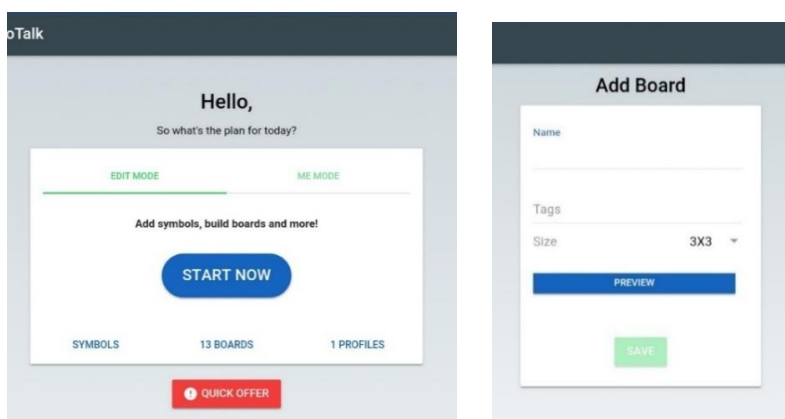 oTalk
Hello,
So what's the plan for today?
EDIT MODE
ME MODE
Add symbols, build boards and more!
START NOW
SYMBOLS
13 BOARDS
1 PROFILES
QUICK OFFER
Add Board
Name
Tags
Size
3X3
PREVIEW
SAVE